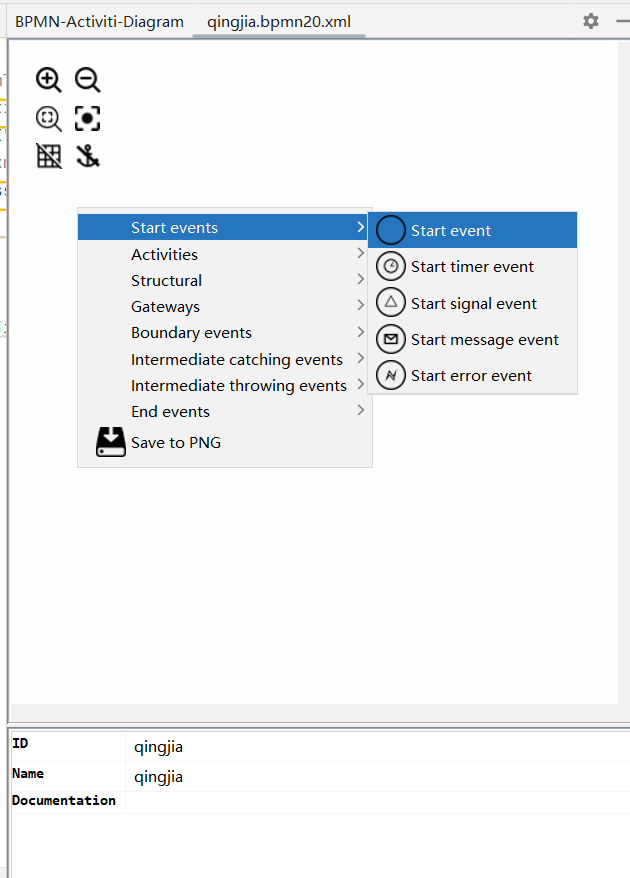 BPMN-Activiti-Diagram qingjia.bpmn20.xml
Start events
Activities
Structural
Gateways
Boundary events
Intermediate catching events
Intermediate throwing events
End events
Save to PNG
Start event
Start timer event
Start signal event
Start message event
Start error event
ID qingjia
Name qingjia
Documentation